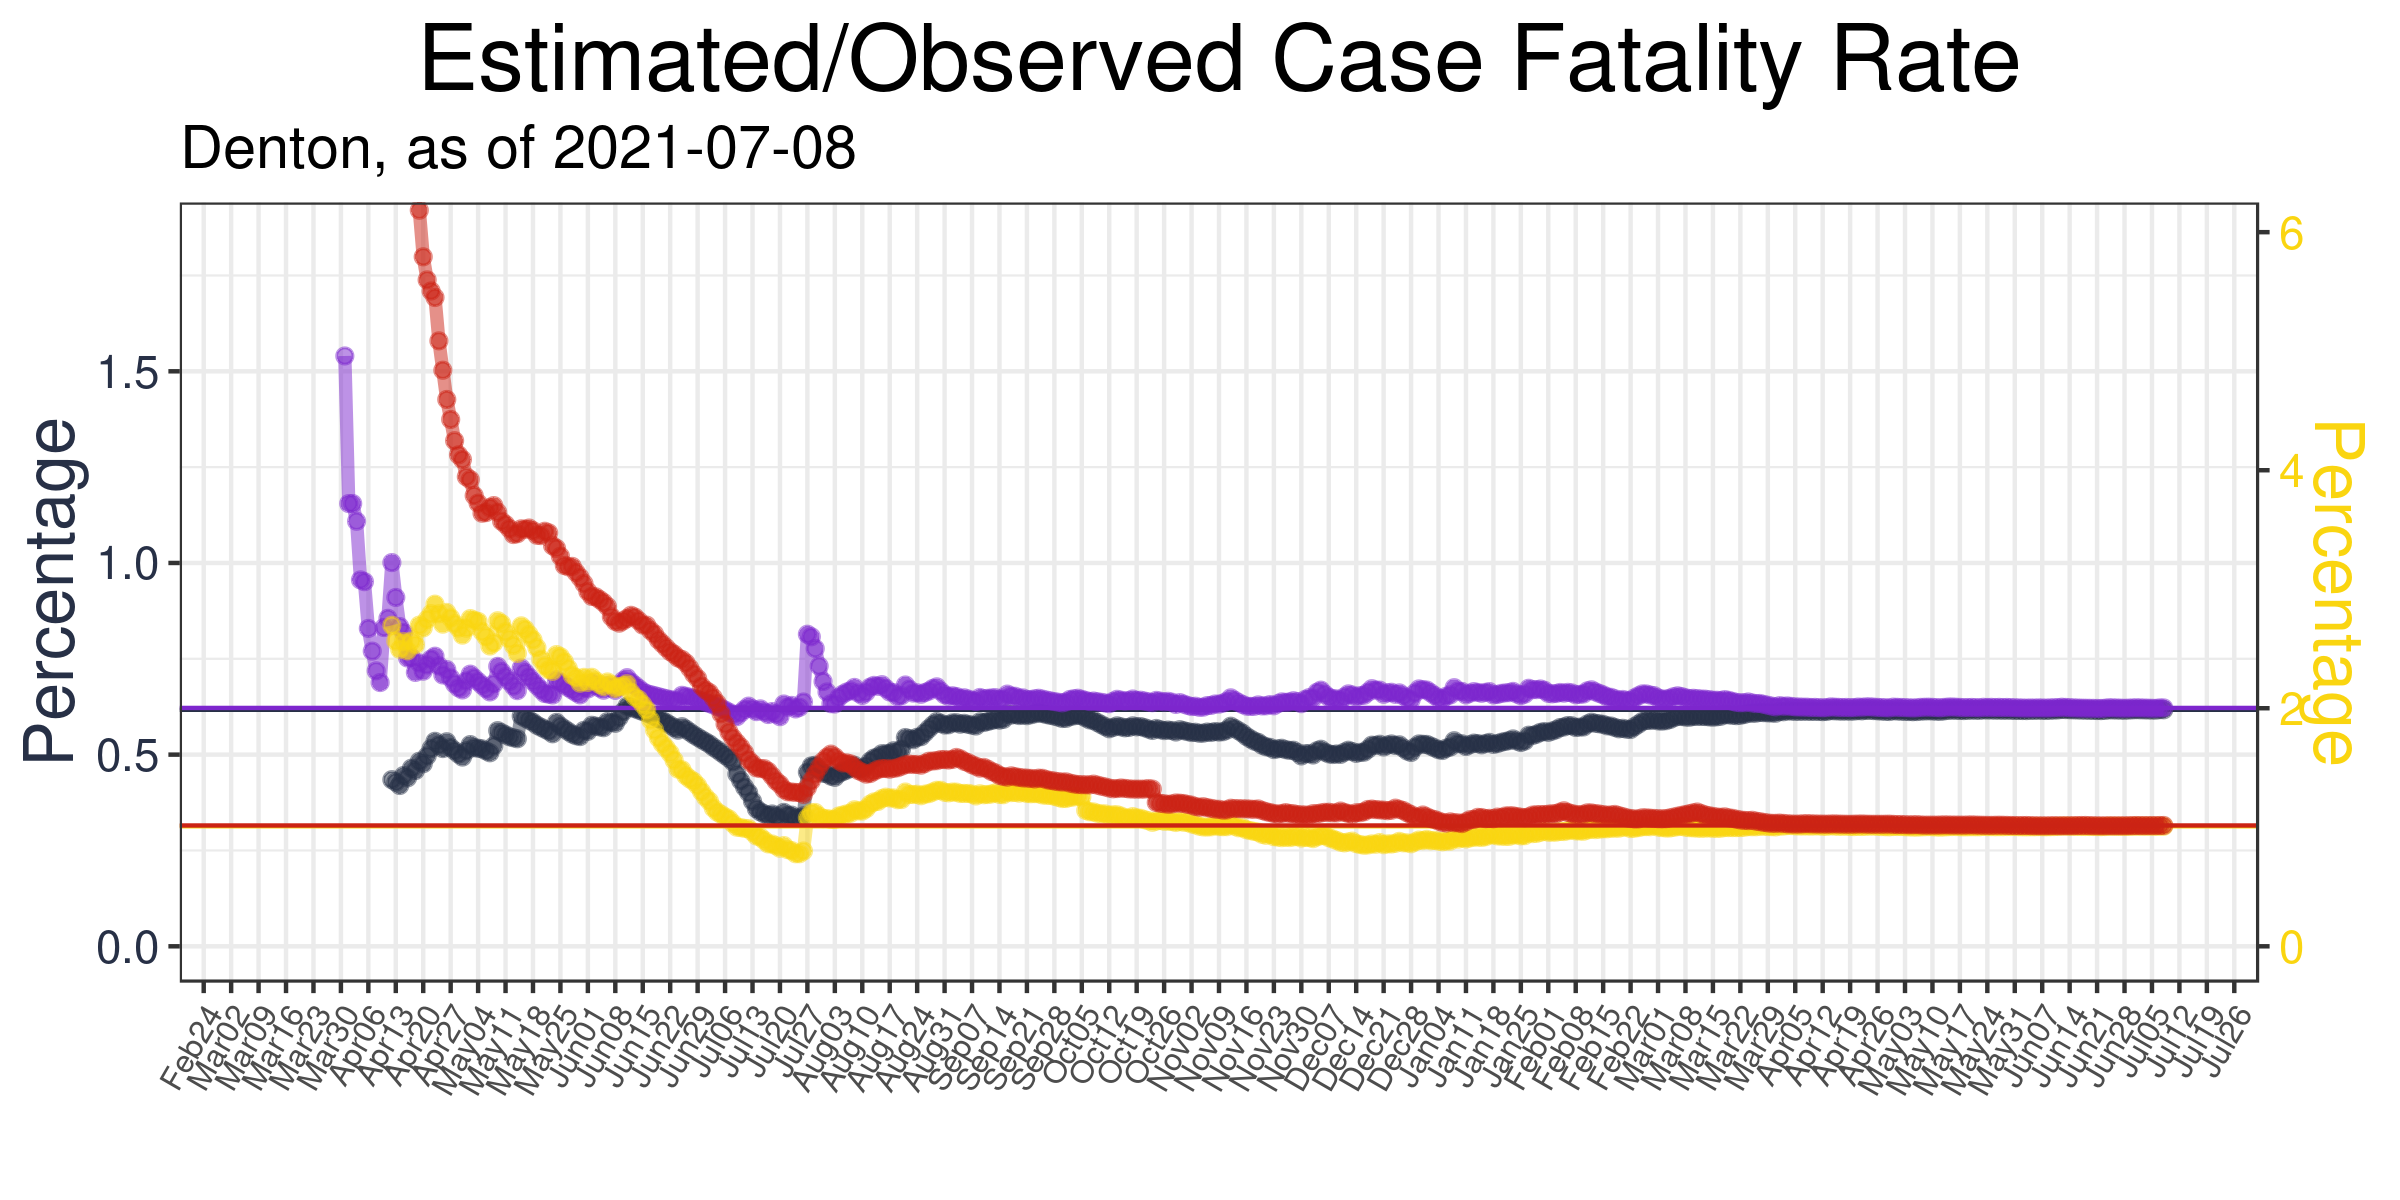 Estimated/Observed Case Fatality Rate
Denton, as of 2021-07-08
Percentage
1.5
1.0
0.5
0.0
6
4
2
0
Percentage
Feb24
Mar02
Mar09
Mar16
Mar23
Mar30
Apr06
Apr13
Apr20
Apr27
May04
May11
May18
May25
Jun01
Jun08
Jun15
Jun22
Jun29
Jul06
Jul13
Jul20
Jul27
Aug03
Aug10
Aug17
Aug24
Aug31
Sep07
Sep14
Sep21
Sep28
Oct05
Oct12
Oct19
Oct26
Nov02
Nov09
Nov16
Nov23
Nov30
Dec07
Dec14
Dec21
Dec28
Jan04
Jan11
Jan18
Jan25
Feb01
Feb08
Feb15
Feb22
Mar01
Mar08
Mar15
Mar22
Mar29
Apr05
Apr12
Apr19
Apr26
May03
May10
May17
May24
May31
Jun07
Jun14
Jun21
Jun28
Jul05
Jul12
Jul19
Jul26